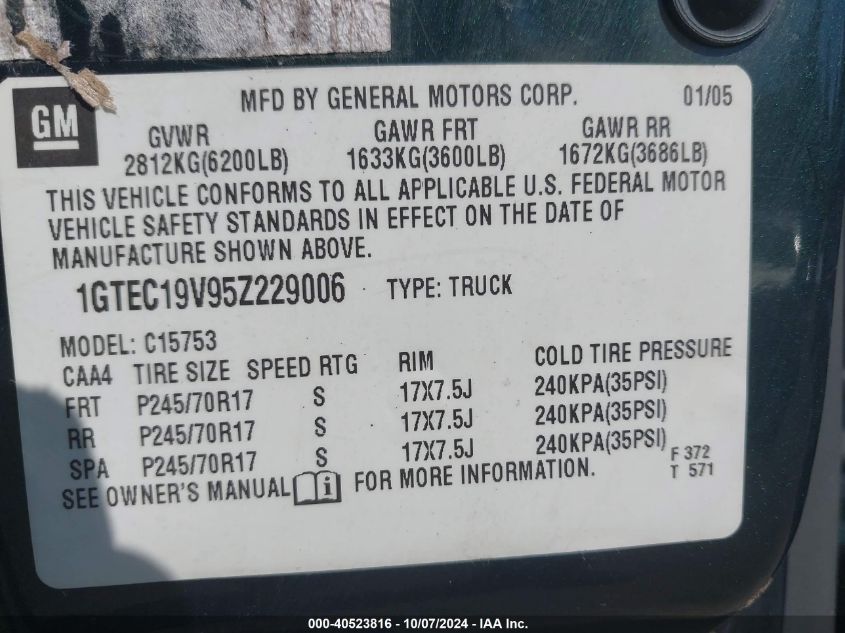 GM
MFD BY GENERAL MOTORS CORP. 01/05
GVWR GAWR FRT GAWR RR
2812KG(6200LB) 1633KG(3600LB) 1672KG(3686LB)
THIS VEHICLE CONFORMS TO ALL APPLICABLE U.S. FEDERAL MOTOR
VEHICLE SAFETY STANDARDS IN EFFECT ON THE DATE OF
MANUFACTURE SHOWN ABOVE.
1GTEC19V95Z229006 TYPE: TRUCK
MODEL: C15753
CAA4 TIRE SIZE SPEED RTG RIM COLD TIRE PRESSURE
FRT P245/70R17 S 17X7.5J 240KPA(35PSI)
RR P245/70R17 S 17X7.5J 240KPA(35PSI)
SPA P245/70R17 S 17X7.5J 240KPA(35PSI) F 372
T 571
SEE OWNER'S MANUAL i FOR MORE INFORMATION.
000-40523816 - 10/07/2024 - IAA Inc.